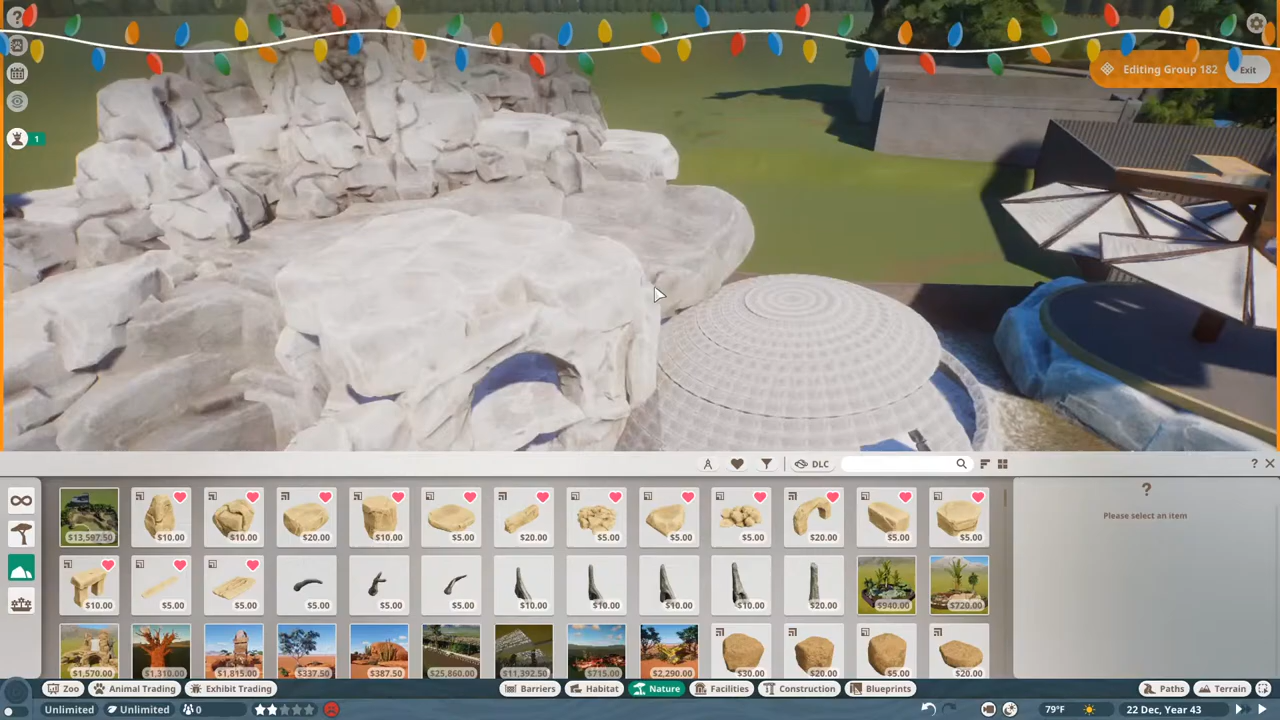 ?
Editing Group 182
Exit
1
DLC
? ×
$13,597.50 $10.00 $10.00 $20.00 $10.00 $5.00 $20.00 $5.00 $5.00 $5.00 $20.00 $5.00 $5.00
?
Please select an item
$10.00 $5.00 $5.00 $5.00 $5.00 $5.00 $10.00 $10.00 $10.00 $10.00 $20.00 $940.00 $720.00
$1,570.00 $1,310.00 $1,815.00 $337.50 $387.50 $25,860.00 $11,392.50 $715.00 $2,290.00 $30.00 $20.00 $5.00 $20.00
Zoo Animal Trading Exhibit Trading Barriers Habitat Nature Facilities Construction Blueprints Paths Terrain
Unlimited Unlimited 0 79°F 22 Dec, Year 43